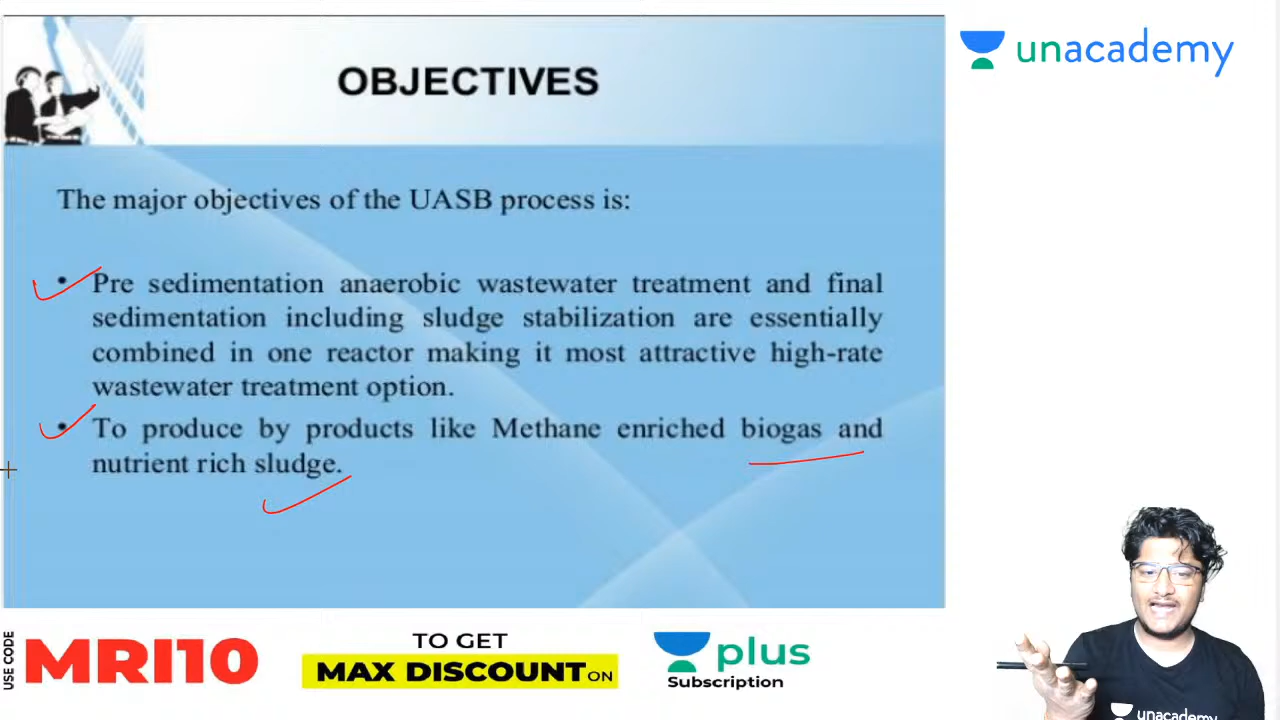 OBJECTIVES
unacademy
The major objectives of the UASB process is:
• Pre sedimentation anaerobic wastewater treatment and final
sedimentation including sludge stabilization are essentially
combined in one reactor making it most attractive high-rate
wastewater treatment option.
• To produce by products like Methane enriched biogas and
nutrient rich sludge.
USE CODE
MRI10
TO GET
MAX DISCOUNT ON
plus
Subscription
unacademy